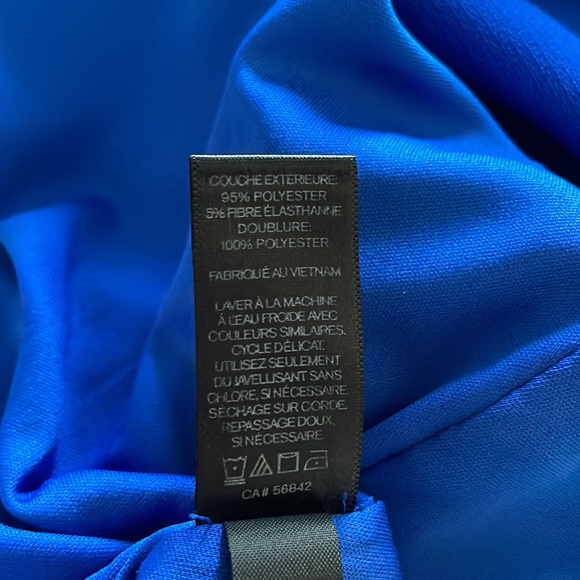 COUCHE EXTÉRIEURE:
95% POLYESTER
5% FIBRE ÉLASTHANNE
DOUBLURE:
100% POLYESTER
FABRIQUÉ AU VIETNAM
LAVER À LA MACHINE
À L'EAU FROIDE AVEC
COULEURS SIMILAIRES.
CYCLE DÉLICAT.
UTILISEZ SEULEMENT
DU JAVELLISANT SANS
CHLORE, SI NÉCESSAIRE.
SÉCHAGE SUR CORDE.
REPASSAGE DOUX,
SI NÉCESSAIRE.
CA# 56842